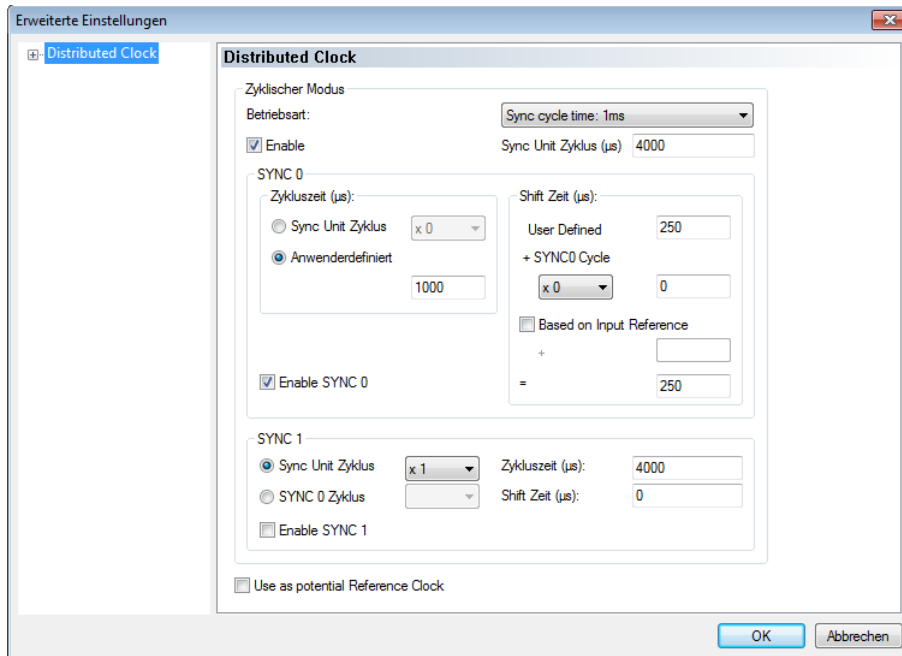 Erweiterte Einstellungen
Distributed Clock
Distributed Clock
Zyklischer Modus
Betriebsart: Sync cycle time: 1ms
Enable Sync Unit Zyklus (µs) 4000
SYNC 0
Zykluszeit (µs): Shift Zeit (µs):
Sync Unit Zyklus x 0 User Defined 250
Anwenderdefiniert + SYNC0 Cycle
1000 x 0 0
Based on Input Reference
+
Enable SYNC 0 = 250
SYNC 1
Sync Unit Zyklus x 1 Zykluszeit (µs): 4000
SYNC 0 Zyklus Shift Zeit (µs): 0
Enable SYNC 1
Use as potential Reference Clock
OK Abbrechen